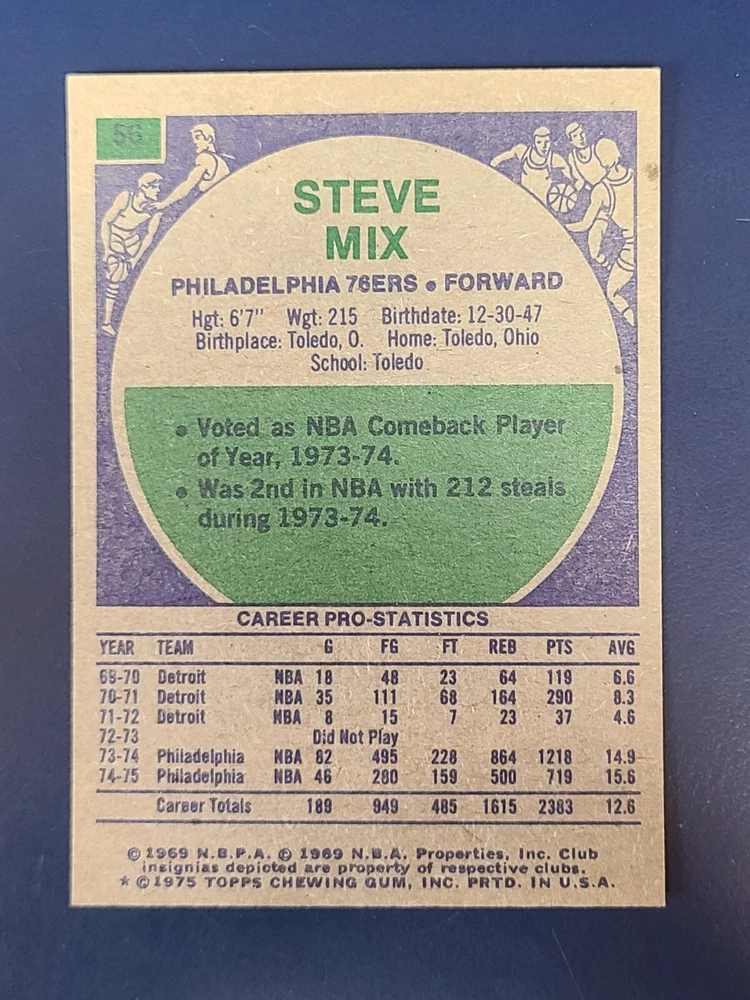 56
STEVE
MIX
PHILADELPHIA 76ERS • FORWARD
Hgt: 6'7" Wgt: 215 Birthdate: 12-30-47
Birthplace: Toledo, O. Home: Toledo, Ohio
School: Toledo
• Voted as NBA Comeback Player
of Year, 1973-74.
• Was 2nd in NBA with 212 steals
during 1973-74.
CAREER PRO-STATISTICS
YEAR TEAM G FG FT REB PTS AVG
69-70 Detroit NBA 18 48 23 64 119 6.6
70-71 Detroit NBA 35 111 68 164 290 8.3
71-72 Detroit NBA 8 15 7 23 37 4.6
72-73 Did Not Play
73-74 Philadelphia NBA 82 495 228 864 1218 14.9
74-75 Philadelphia NBA 46 280 159 500 719 15.6
Career Totals 189 949 485 1615 2383 12.6
© 1969 N.B.P.A. © 1969 N.B.A. Properties, Inc. Club
insignias depicted are property of respective clubs.
* © 1975 TOPPS CHEWING GUM, INC. PRTD. IN U.S.A.